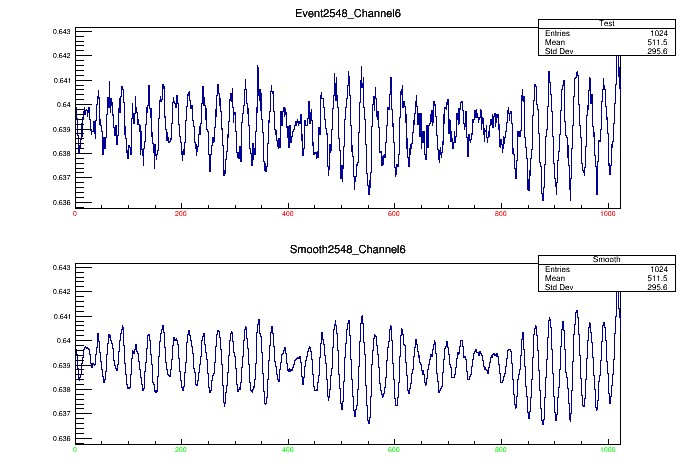 Event2548_Channel6
Test
Entries 1024
Mean 511.5
Std Dev 295.6
0.643
0.642
0.641
0.64
0.639
0.638
0.637
0.636
0 200 400 600 800 1000
Smooth2548_Channel6
Smooth
Entries 1024
Mean 511.5
Std Dev 295.6
0.643
0.642
0.641
0.64
0.639
0.638
0.637
0.636
0 200 400 600 800 1000